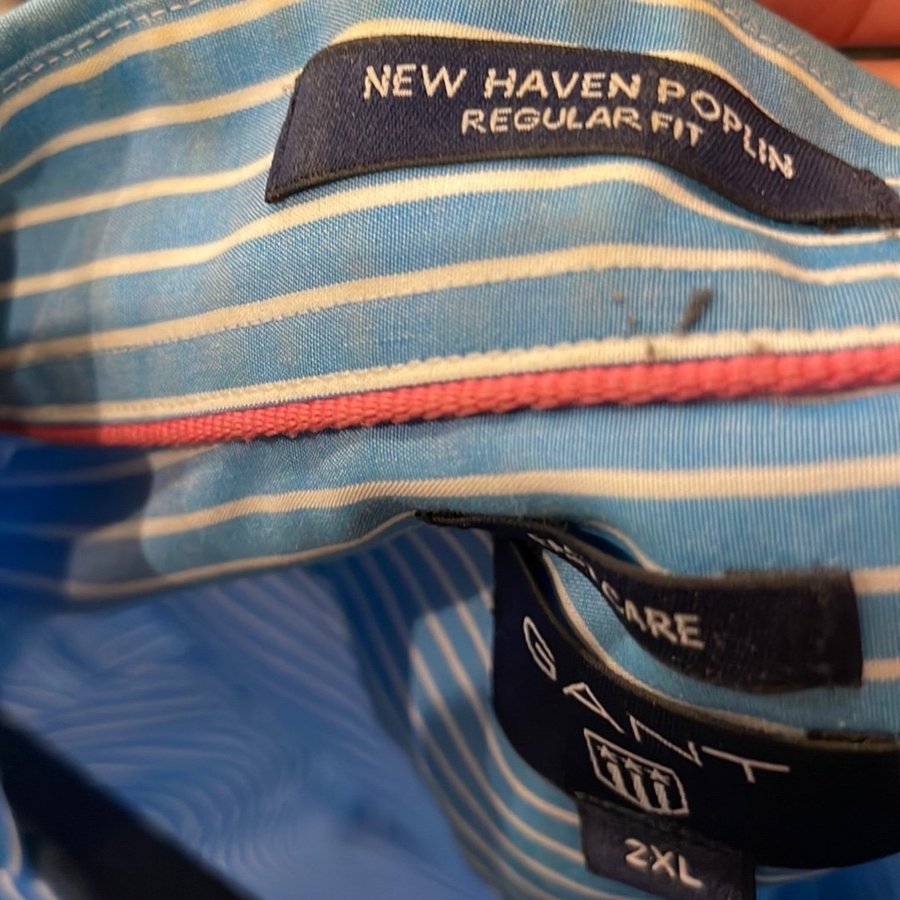 NEW HAVEN POPLIN
REGULAR FIT
CARE
GANT
2XL